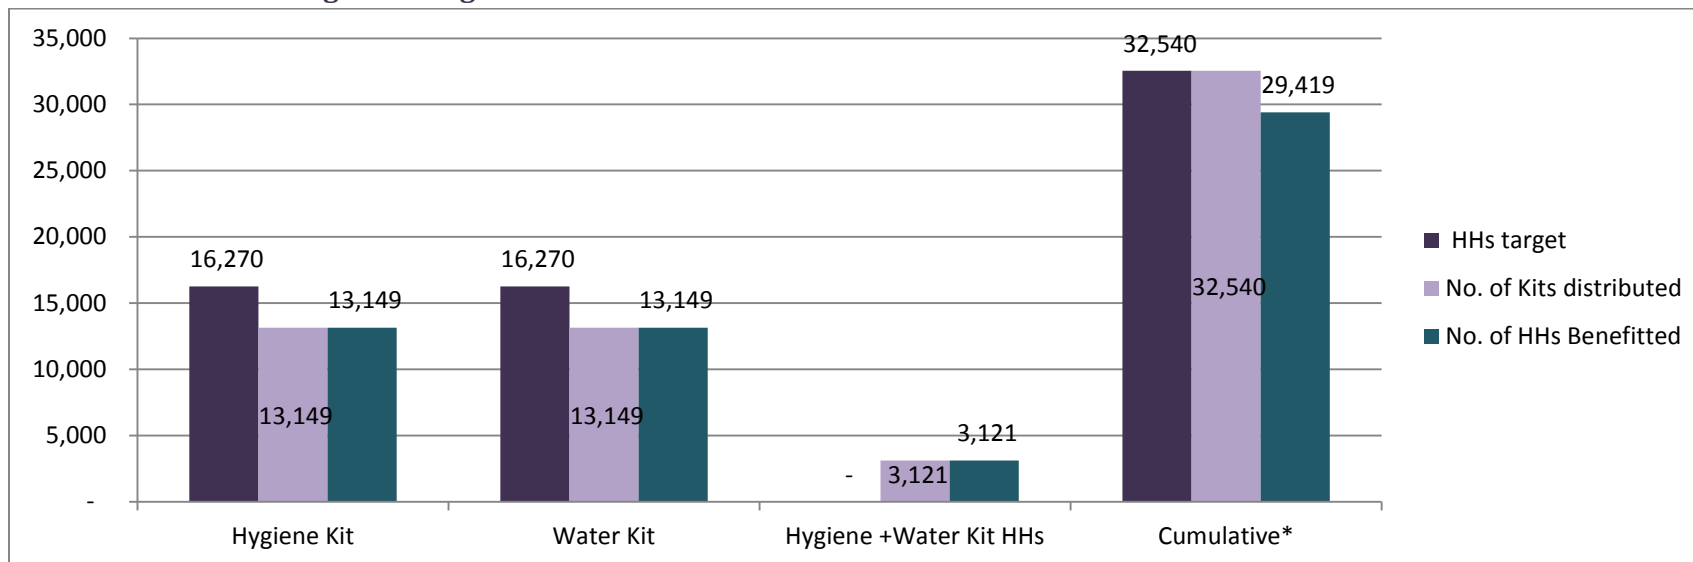 35,000
30,000
25,000
20,000
15,000
10,000
5,000
-
16,270
13,149
13,149
16,270
13,149
13,149
-
3,121
3,121
32,540
32,540
29,419
Hygiene Kit
Water Kit
Hygiene +Water Kit HHs
Cumulative*
HHs target
No. of Kits distributed
No. of HHs Benefitted